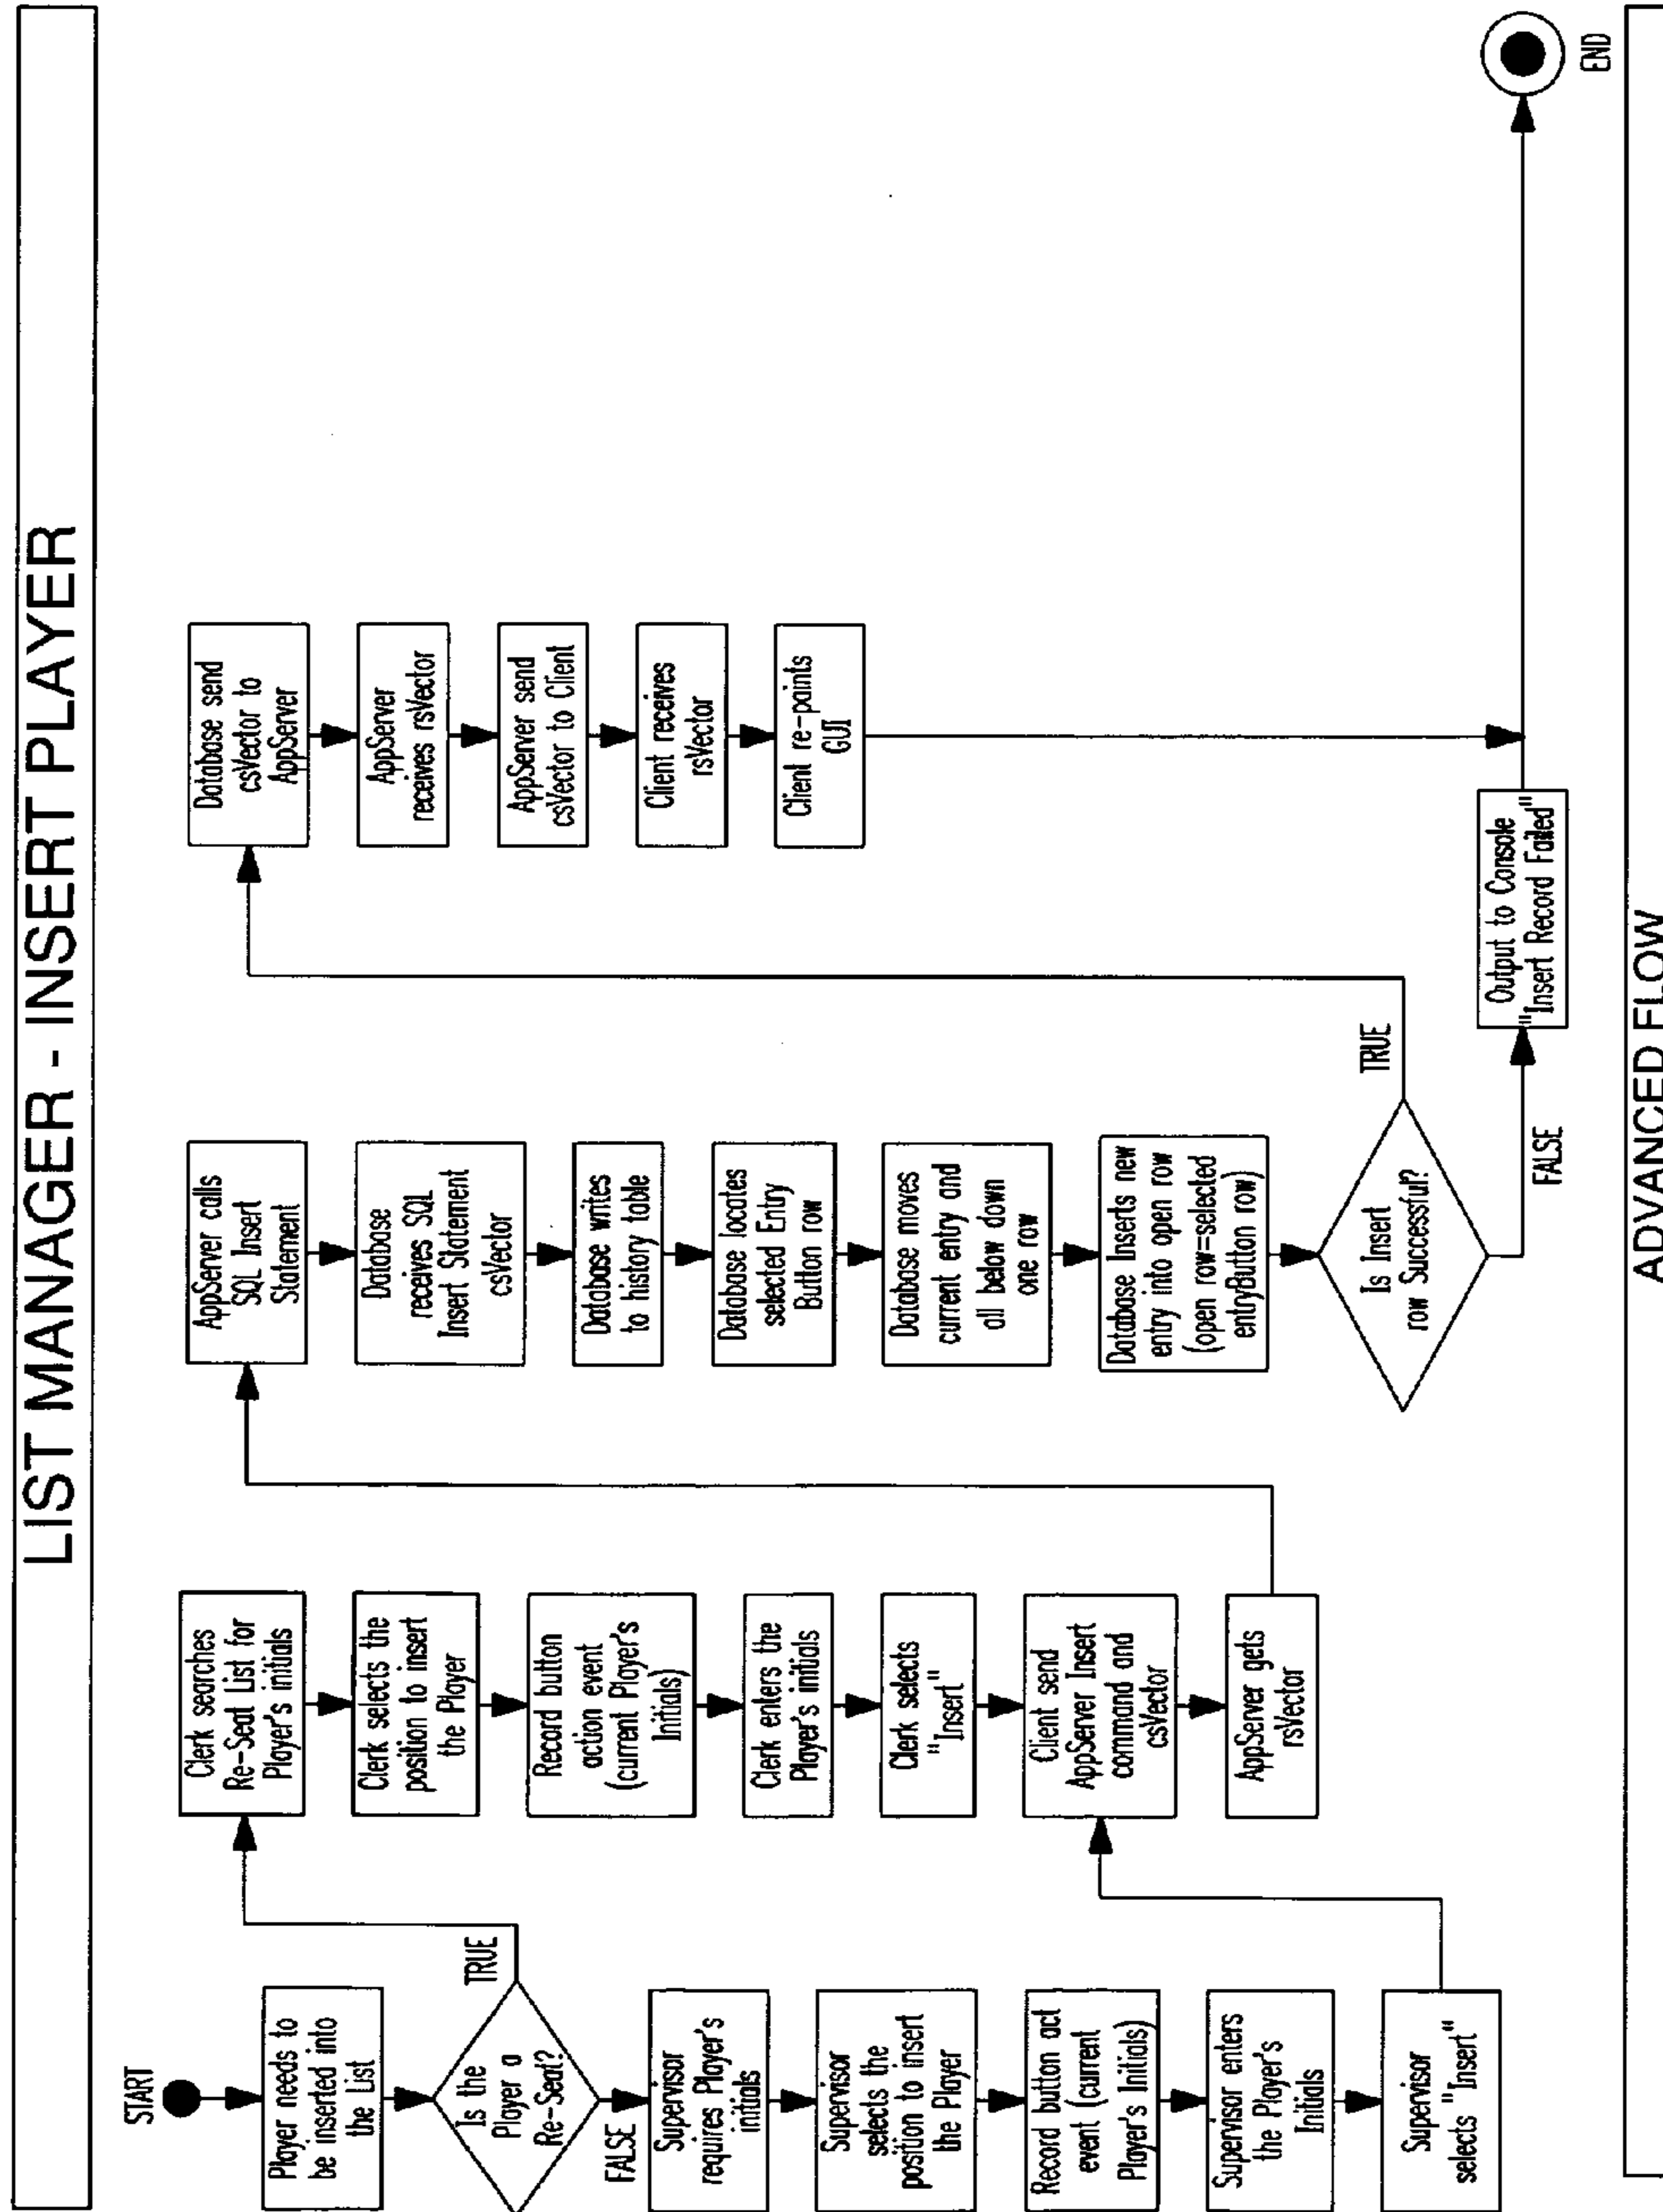 LIST MANAGER - INSERT PLAYER
START
Player needs to
be inserted into
the List
Is the
Player a
Re-Seat?
TRUE
FALSE
Supervisor
requires Player's
initials
Supervisor
selects the
position to insert
the Player
Record button act
event (current
Player's Initials)
Supervisor enters
the Player's
Initials
Supervisor
selects "Insert"
Clerk searches
Re-Seat List for
Player's initials
Clerk selects the
position to insert
the Player
Record button
action event
(current Player's
Initials)
Clerk enters the
Player's initials
Clerk selects
"Insert"
Client send
AppServer Insert
command and
csVector
AppServer gets
rsVector
AppServer calls
SQL Insert
Statement
Database
receives SQL
Insert Statement
csVector
Database writes
to history table
Database locates
selected Entry
Button row
Database moves
current entry and
all below down
one row
Database Inserts new
entry into open row
(open row=selected
entryButton row)
Is Insert
row Successful?
TRUE
FALSE
Database send
csVector to
AppServer
AppServer
receives rsVector
AppServer send
csVector to Client
Client receives
rsVector
Client re-paints
GUI
Output to Console
"Insert Record Failed"
END
ADVANCED FLOW